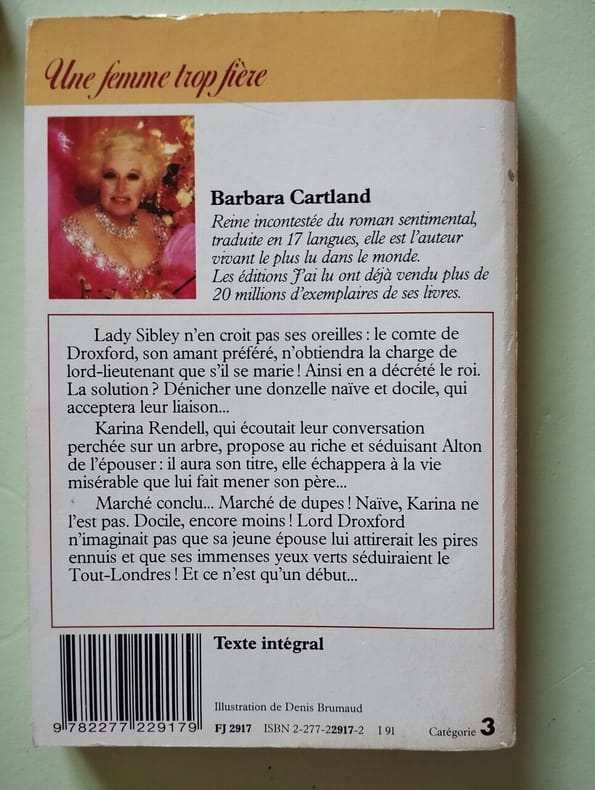 Une femme trop fière
Barbara Cartland
Reine incontestée du roman sentimental,
traduite en 17 langues, elle est l'auteur
vivant le plus lu dans le monde.
Les éditions J'ai lu ont déjà vendu plus de
20 millions d'exemplaires de ses livres.
Lady Sibley n'en croit pas ses oreilles : le comte de
Droxford, son amant préféré, n'obtiendra la charge de
lord-lieutenant que s'il se marie ! Ainsi en a décrété le roi.
La solution ? Dénicher une donzelle naïve et docile, qui
acceptera leur liaison...
Karina Rendell, qui écoutait leur conversation
perchée sur un arbre, propose au riche et séduisant Alton
de l'épouser : il aura son titre, elle échappera à la vie
misérable que lui fait mener son père...
Marché conclu... Marché de dupes ! Naïve, Karina ne
l'est pas. Docile, encore moins ! Lord Droxford
n'imaginait pas que sa jeune épouse lui attirerait les pires
ennuis et que ses immenses yeux verts séduiraient le
Tout-Londres ! Et ce n'est qu'un début...
Texte intégral
Illustration de Denis Brumaud
9 782277 229179
FJ 2917 ISBN 2-277-22917-2 I 91 Catégorie 3